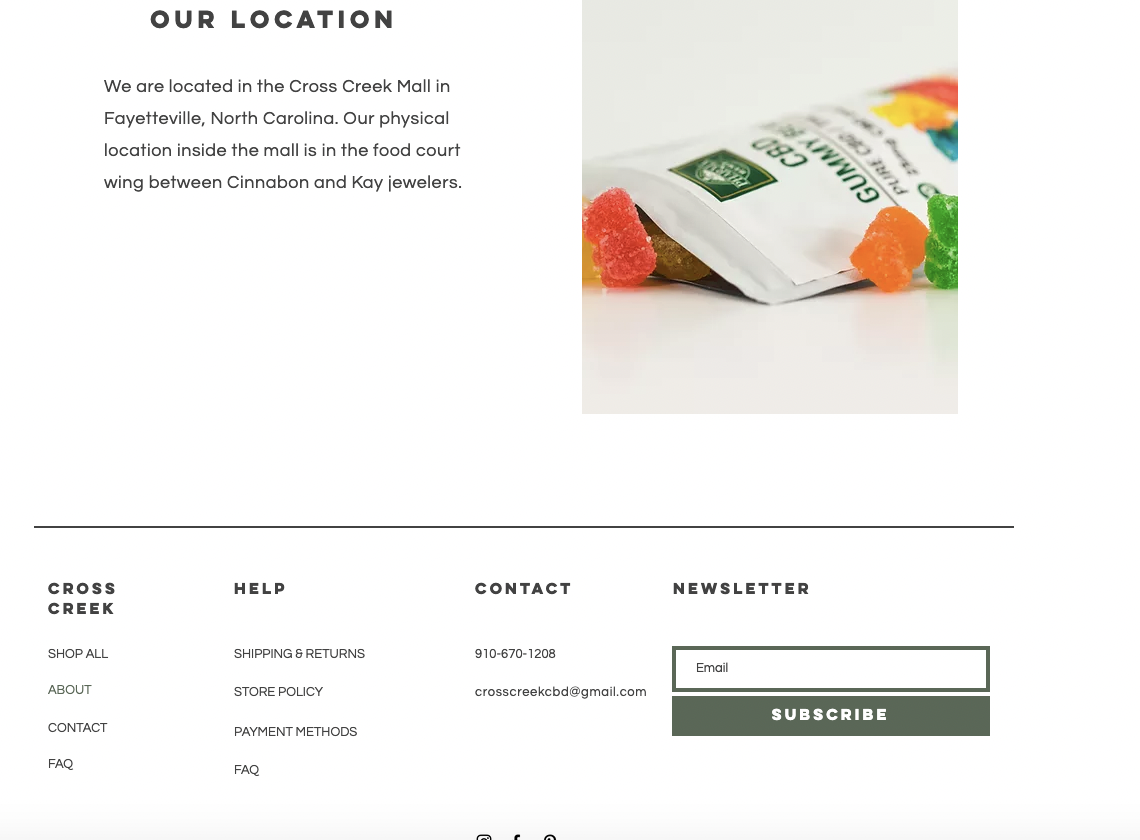 OUR LOCATION
We are located in the Cross Creek Mall in
Fayetteville, North Carolina. Our physical
location inside the mall is in the food court
wing between Cinnabon and Kay jewelers.
CBD
GUMMY
PURE CBD
CROSS
CREEK
SHOP ALL
ABOUT
CONTACT
FAQ
HELP
SHIPPING & RETURNS
STORE POLICY
PAYMENT METHODS
FAQ
CONTACT
910-670-1208
crosscreekcbd@gmail.com
NEWSLETTER
Email
SUBSCRIBE